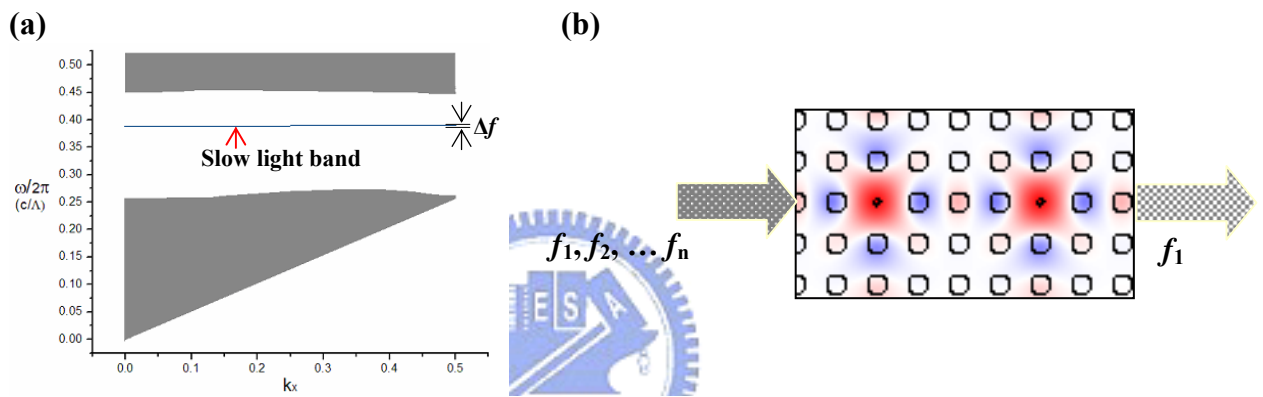 (a)
0.50
0.45
0.40
0.35
0.30
0.25
0.20
0.15
0.10
0.05
0.00
ω/2π
(c/Λ)
Δf
Slow light band
0.0 0.1 0.2 0.3 0.4 0.5
kx
(b)
f1, f2, … fn
f1
E S A